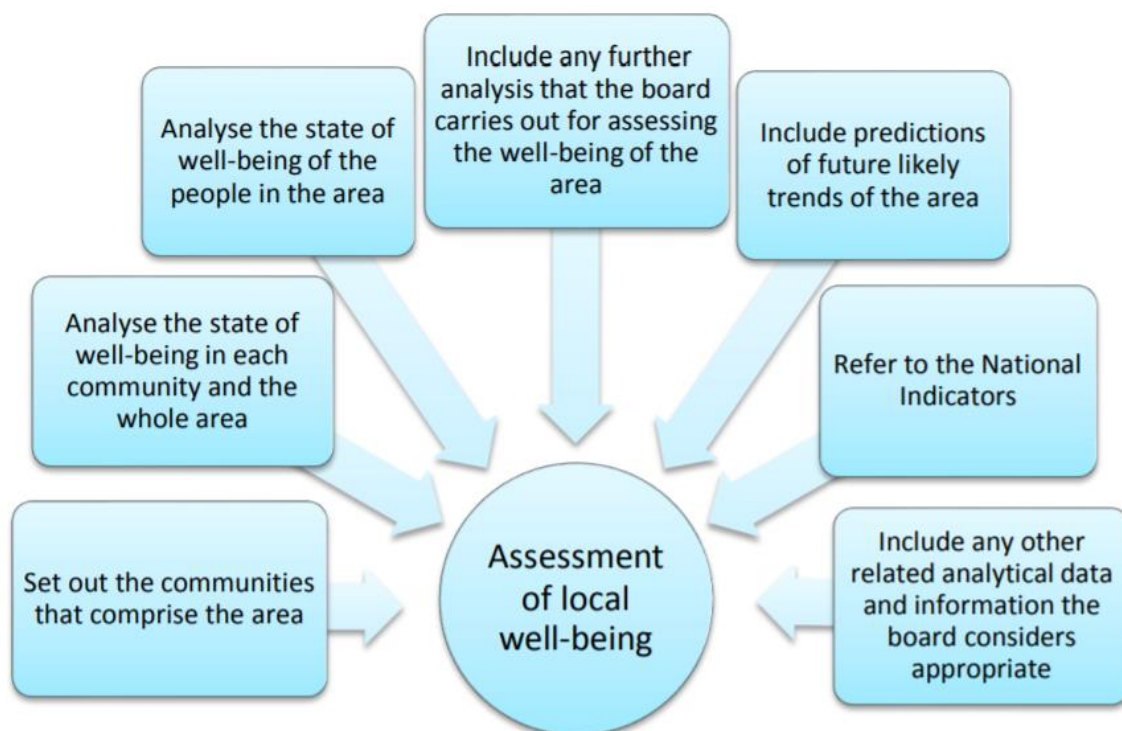 Set out the communities
that comprise the area
Analyse the state of
well-being in each
community and the
whole area
Analyse the state of
well-being of the
people in the area
Include any further
analysis that the board
carries out for assessing
the well-being of the
area
Include predictions
of future likely
trends of the area
Refer to the National
Indicators
Include any other
related analytical data
and information the
board considers
appropriate
Assessment
of local
well-being